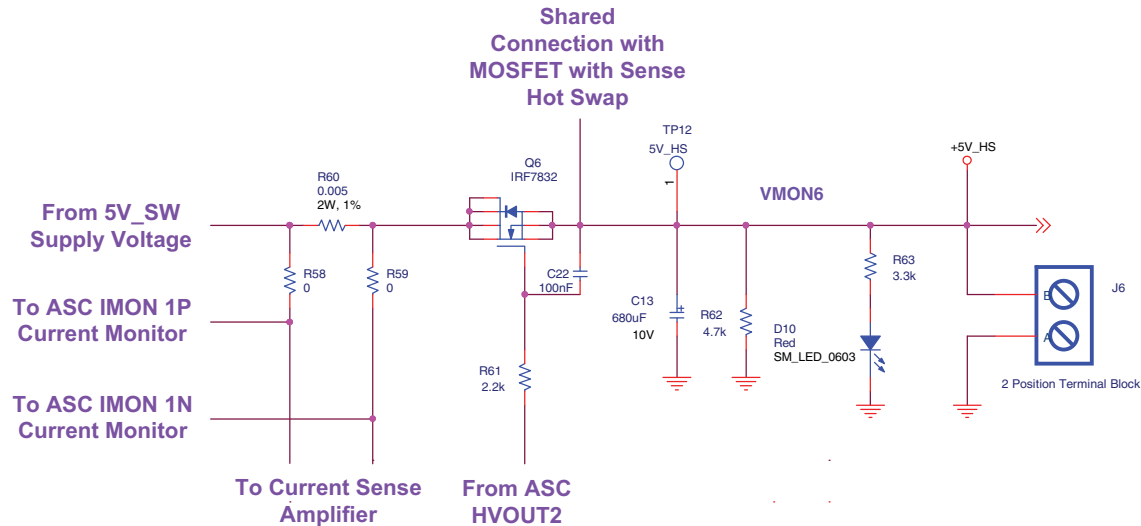 Shared
Connection with
MOSFET with Sense
Hot Swap
TP12
5V_HS
1
+5V_HS
Q6
IRF7832
R60
0.005
2W, 1%
VMON6
From 5V_SW
Supply Voltage
R58
0
R59
0
C22
100nF
R63
3.3k
J6
B
A
2 Position Terminal Block
To ASC IMON 1P
Current Monitor
C13
680uF
10V
R62
4.7k
D10
Red
SM_LED_0603
R61
2.2k
To ASC IMON 1N
Current Monitor
To Current Sense
Amplifier
From ASC
HVOUT2